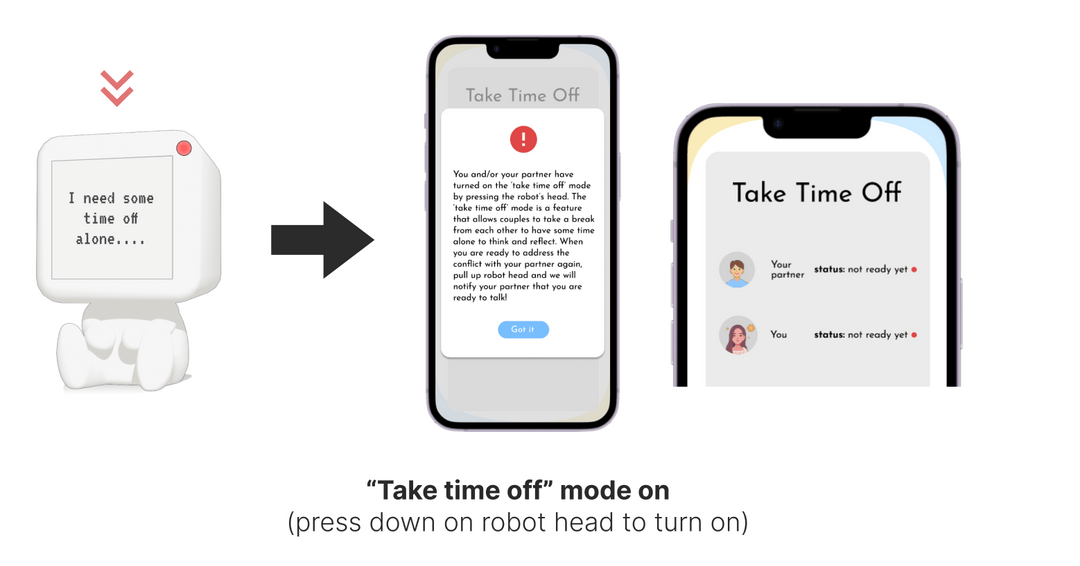 I need some
time off
alone....
Take Time Off
!
You and/or your partner have
turned on the 'take time off' mode
by pressing the robot's head. The
'take time off' mode is a feature
that allows couples to take a break
from each other to have some time
alone to think and reflect. When
you are ready to address the
conflict with your partner again,
pull up robot head and we will
notify your partner that you are
ready to talk!
Got it
Take Time Off
Your
partner
status: not ready yet
You
status: not ready yet
“Take time off” mode on
(press down on robot head to turn on)